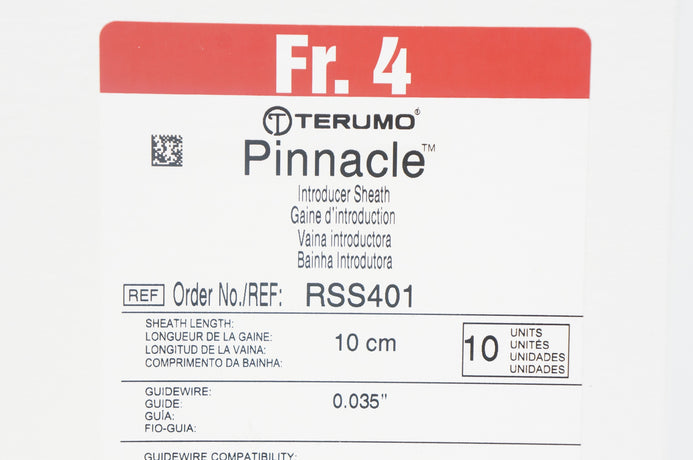 Fr. 4
TERUMO®
Pinnacle™
Introducer Sheath
Gaine d'introduction
Vaina introductora
Bainha Introdutora
REF Order No./REF: RSS401
SHEATH LENGTH:
LONGUEUR DE LA GAINE:
LONGITUD DE LA VAINA:
COMPRIMENTO DA BAINHA:
10 cm
10
UNITS
UNITÉS
UNIDADES
UNIDADES
GUIDEWIRE:
GUIDE:
GUÍA:
FIO-GUIA:
0.035"
GUIDEWIRE COMPATIBILITY: